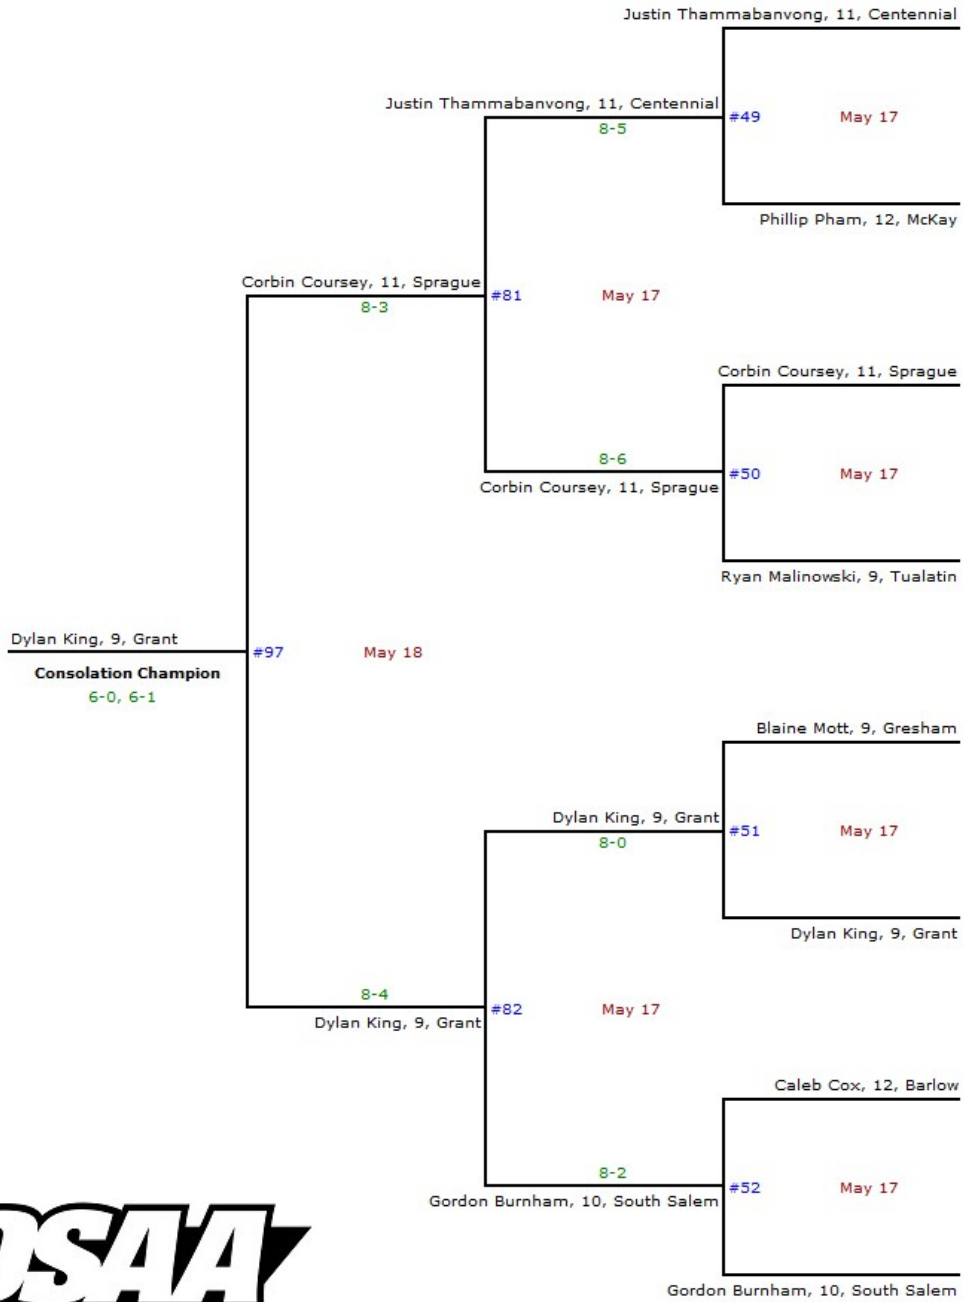 Justin Thammabanvong, 11, Centennial
Justin Thammabanvong, 11, Centennial
8-5
#49 May 17
Phillip Pham, 12, McKay
Corbin Coursey, 11, Sprague
8-3
#81 May 17
Corbin Coursey, 11, Sprague
8-6
Corbin Coursey, 11, Sprague
#50 May 17
Ryan Malinowski, 9, Tualatin
Dylan King, 9, Grant
#97 May 18
Consolation Champion
6-0, 6-1
Blaine Mott, 9, Gresham
Dylan King, 9, Grant
8-0
#51 May 17
Dylan King, 9, Grant
8-4
Dylan King, 9, Grant
#82 May 17
Caleb Cox, 12, Barlow
8-2
Gordon Burnham, 10, South Salem
#52 May 17
Gordon Burnham, 10, South Salem
OSAA